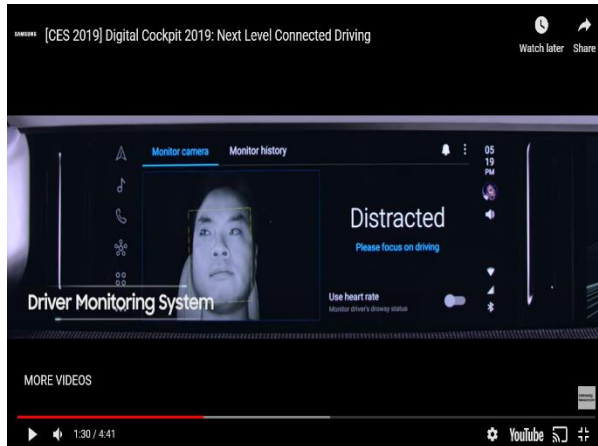 SAMSUNG
[CES 2019] Digital Cockpit 2019: Next Level Connected Driving
Watch later
Share
Monitor camera
Monitor history
05
19
PM
Distracted
Please focus on driving
Use heart rate
Monitor driver's drowsy status
Driver Monitoring System
MORE VIDEOS
1:30 / 4:41
YouTube